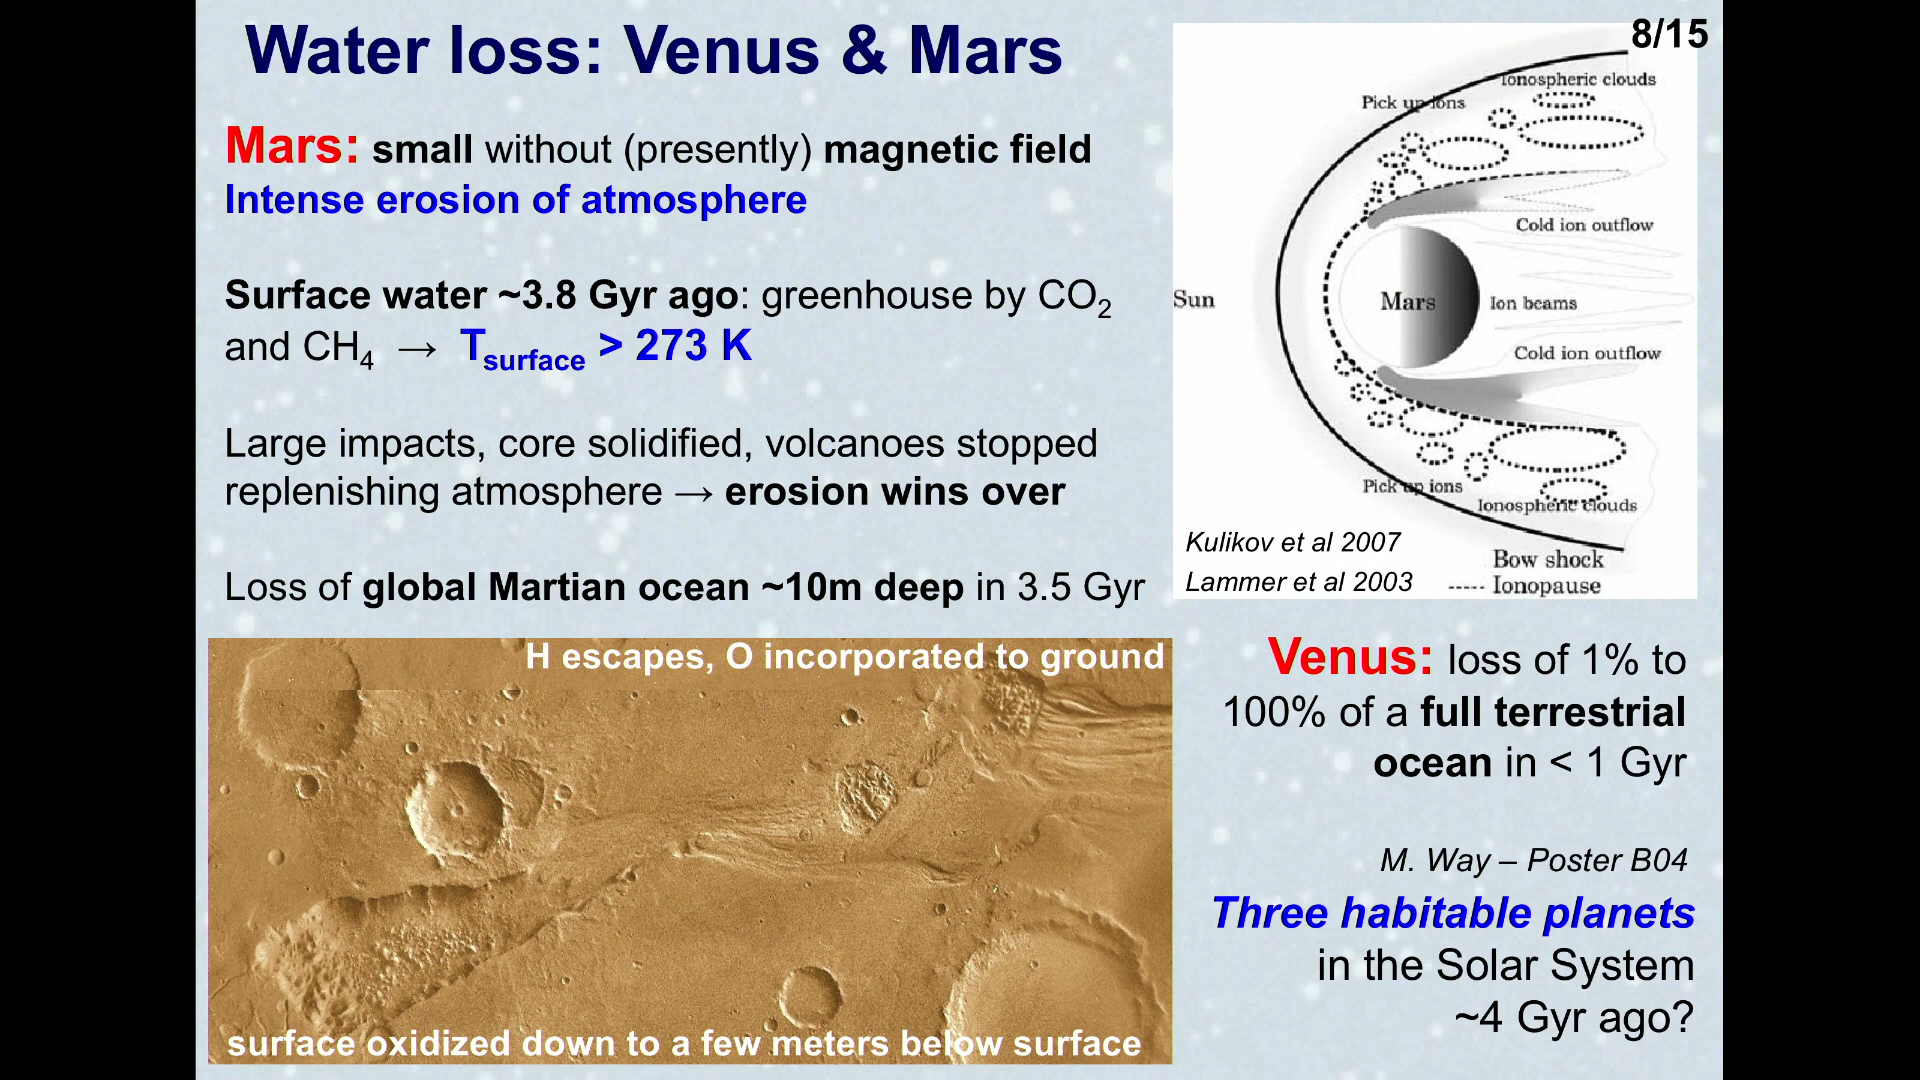 Water loss: Venus & Mars
8/15
Mars: small without (presently) magnetic field
Intense erosion of atmosphere
Surface water ~3.8 Gyr ago: greenhouse by CO2
and CH4 → Tsurface > 273 K
Large impacts, core solidified, volcanoes stopped
replenishing atmosphere → erosion wins over
Loss of global Martian ocean ~10m deep in 3.5 Gyr
Ionospheric clouds
Pick up ions
Cold ion outflow
Sun
Mars
Ion beams
Cold ion outflow
Pick up ions
Ionospheric clouds
Kulikov et al 2007
Lammer et al 2003
Bow shock
----- Ionopause
H escapes, O incorporated to ground
surface oxidized down to a few meters below surface
Venus: loss of 1% to
100% of a full terrestrial
ocean in < 1 Gyr
M. Way – Poster B04
Three habitable planets
in the Solar System
~4 Gyr ago?